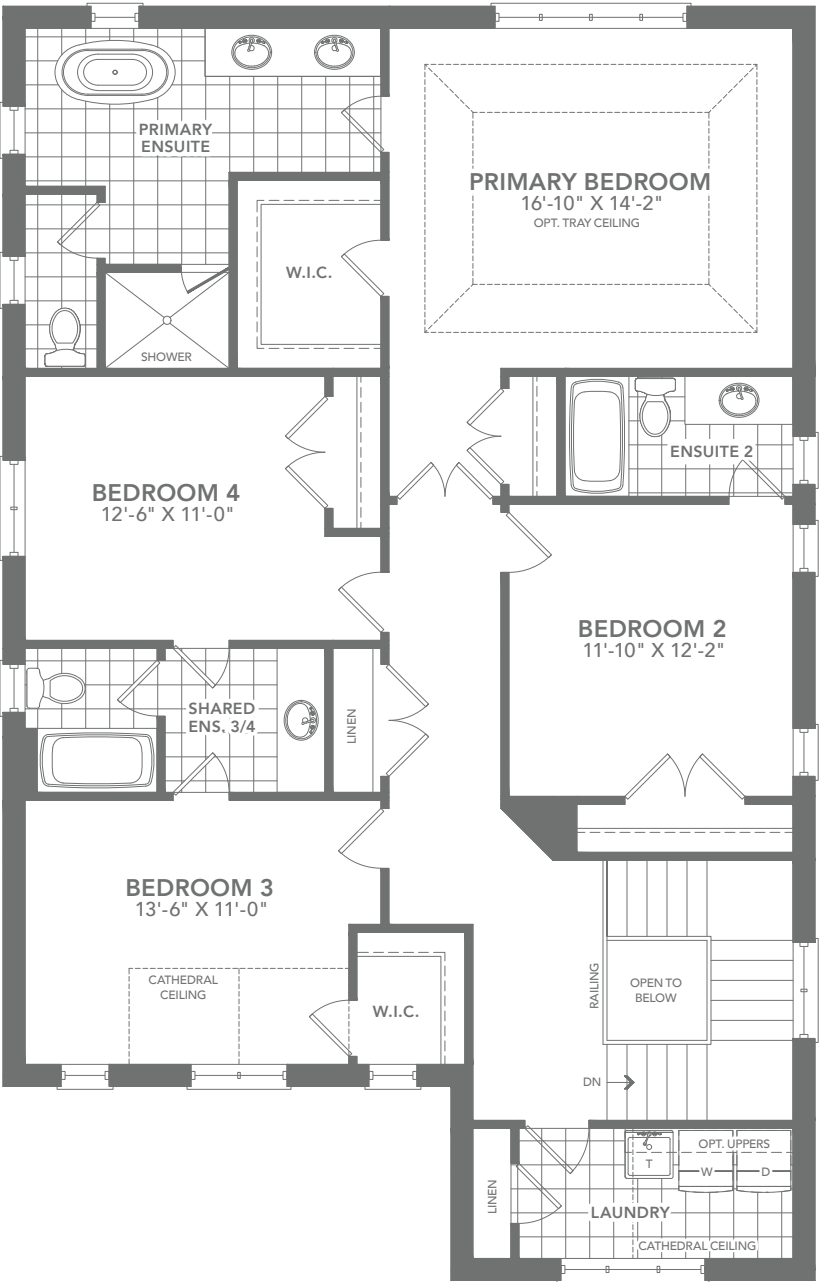 PRIMARY
ENSUITE
PRIMARY BEDROOM
16'-10" X 14'-2"
OPT. TRAY CEILING
W.I.C.
SHOWER
ENSUITE 2
BEDROOM 4
12'-6" X 11'-0"
BEDROOM 2
11'-10" X 12'-2"
SHARED
ENS. 3/4
LINEN
BEDROOM 3
13'-6" X 11'-0"
CATHEDRAL
CEILING
W.I.C.
RAILING
OPEN TO
BELOW
DN
OPT. UPPERS
T
W
D
LINEN
LAUNDRY
CATHEDRAL CEILING